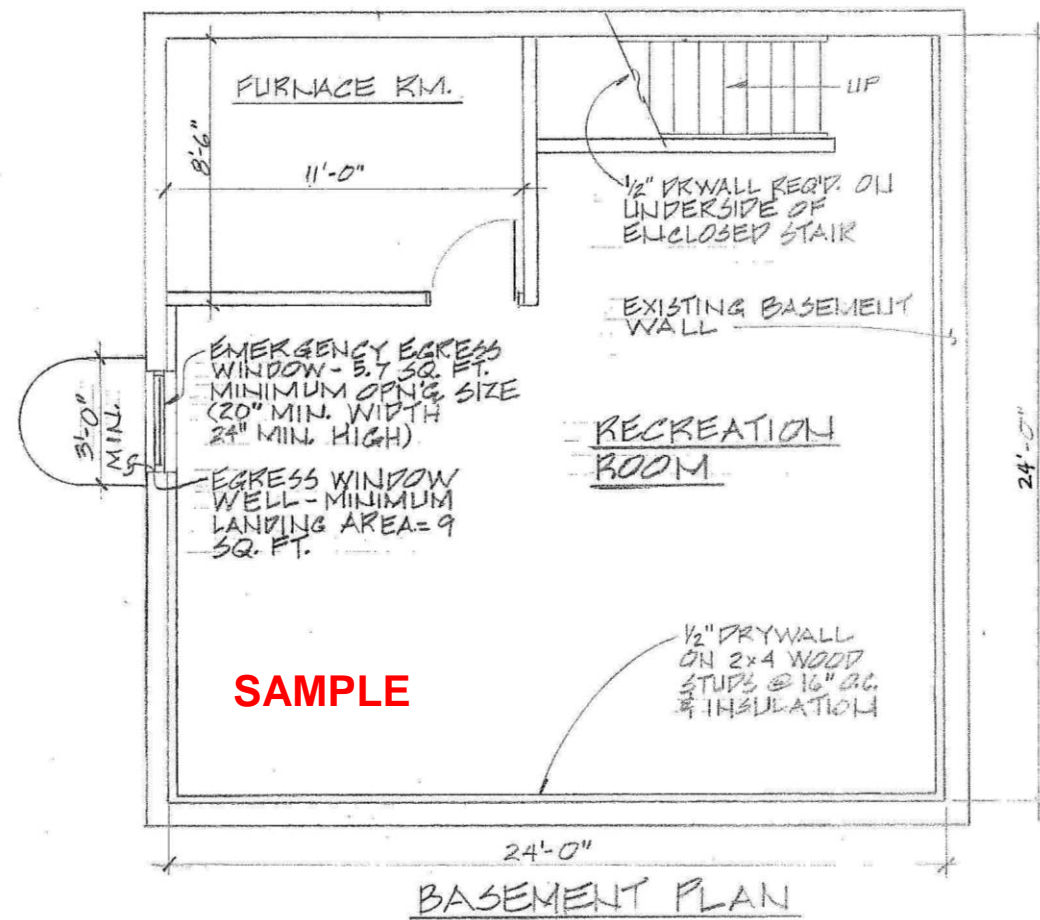 FURNACE RM.
UP
8'-6"
11'-0"
1/2" DRWALL REQ'D. ON
UNDERSIDE OF
ENCLOSED STAIR
EXISTING BASEMENT
WALL
EMERGENCY EGRESS
WINDOW - 5.7 SQ. FT.
MINIMUM OPN'G SIZE
(20" MIN. WIDTH
24" MIN. HIGH)
3'-0"
MIN.
RECREATION
ROOM
EGRESS WINDOW
WELL - MINIMUM
LANDING AREA = 9
SQ. FT.
24'-0"
1/2" DRYWALL
ON 2x4 WOOD
STUDS @ 16" O.C.
& INSULATION
SAMPLE
24'-0"
BASEMENT PLAN